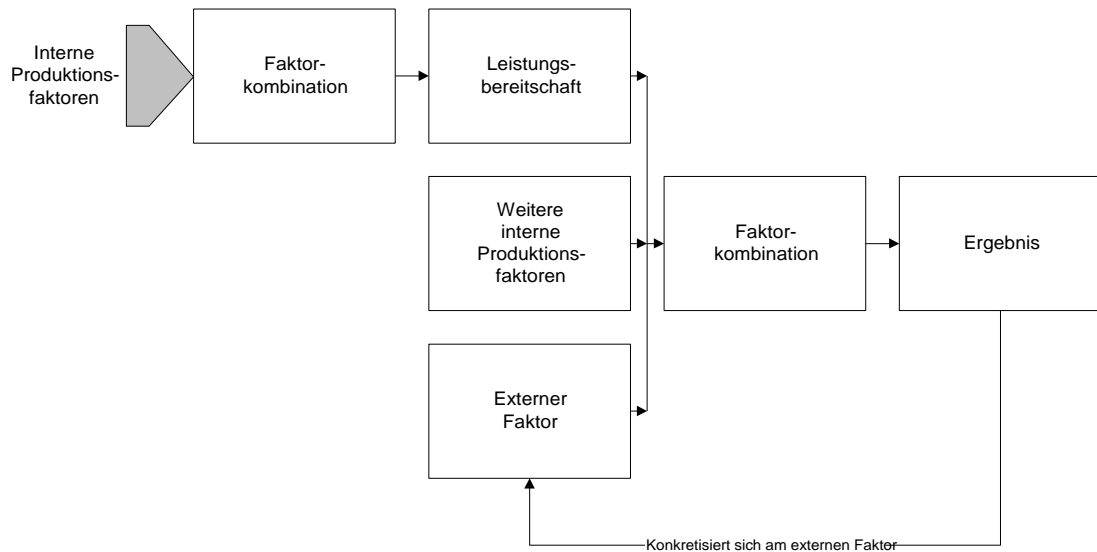 Interne
Produktions-
faktoren
Faktor-
kombination
Leistungs-
bereitschaft
Weitere
interne
Produktions-
faktoren
Faktor-
kombination
Ergebnis
Externer
Faktor
Konkretisiert sich am externen Faktor